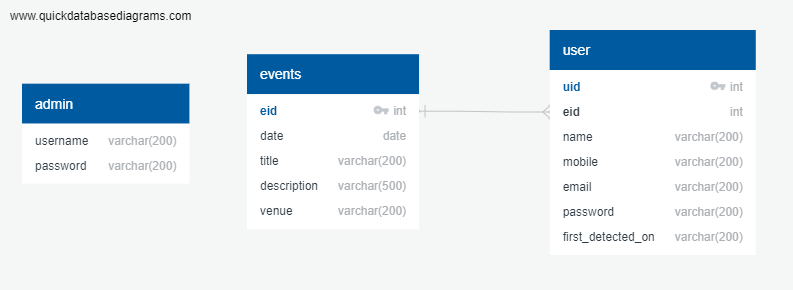 www.quickdatabasediagrams.com
admin
username varchar(200)
password varchar(200)
events
eid int
date date
title varchar(200)
description varchar(500)
venue varchar(200)
user
uid int
eid int
name varchar(200)
mobile varchar(200)
email varchar(200)
password varchar(200)
first_detected_on varchar(200)